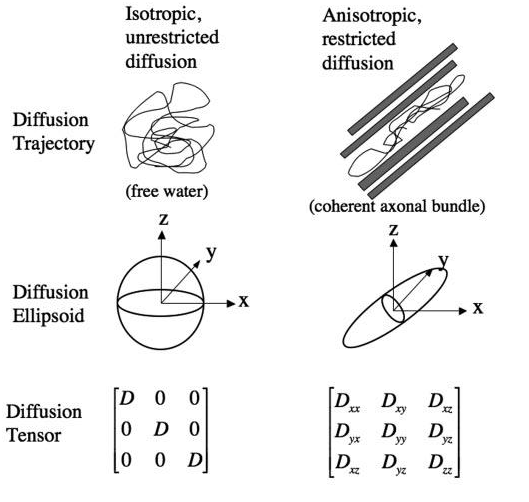 Isotropic,
unrestricted
diffusion
Anisotropic,
restricted
diffusion
Diffusion
Trajectory
(free water)
(coherent axonal bundle)
Diffusion
Ellipsoid
z
y
x
z
y
x
Diffusion
Tensor
D 0 0
0 D 0
0 0 D
Dxx Dxy Dxz
Dyx Dyy Dyz
Dxz Dyz Dzz